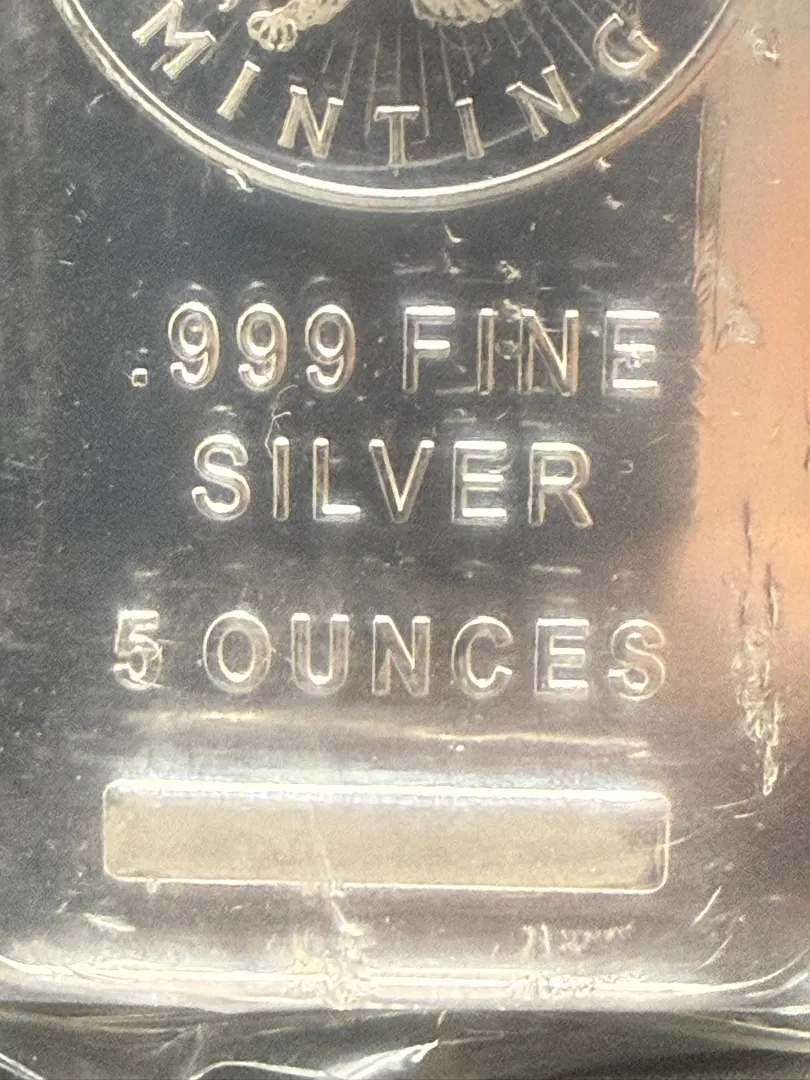 MINTING
.999 FINE
SILVER
5 OUNCES